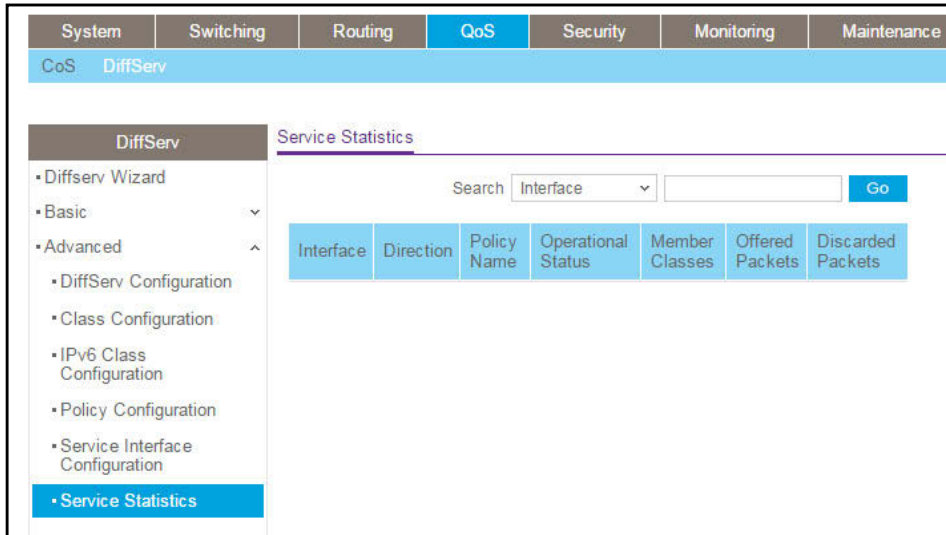 System Switching Routing QoS Security Monitoring Maintenance
CoS DiffServ
DiffServ
Diffserv Wizard
Basic
Advanced
DiffServ Configuration
Class Configuration
IPv6 Class
Configuration
Policy Configuration
Service Interface
Configuration
Service Statistics
Service Statistics
Search Interface Go
Interface Direction Policy Name Operational Status Member Classes Offered Packets Discarded Packets